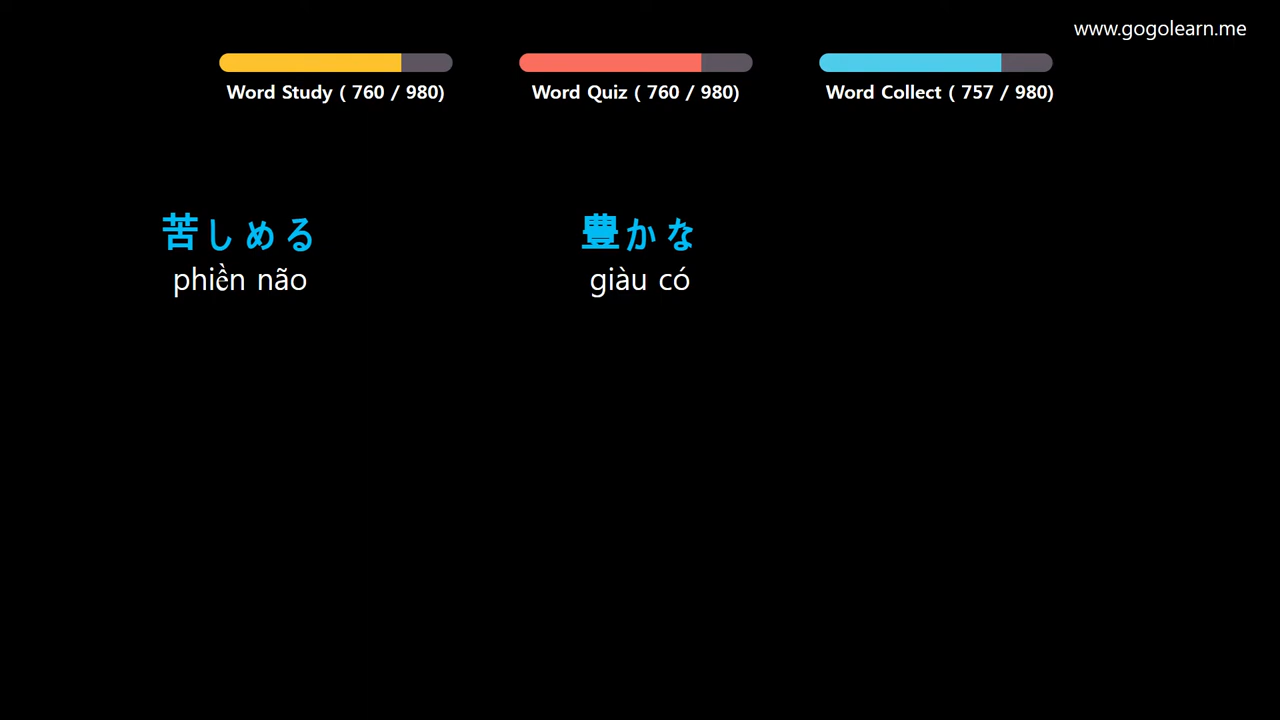 www.gogolearn.me
Word Study ( 760 / 980)
Word Quiz ( 760 / 980)
Word Collect ( 757 / 980)
苦しめる
phiền não
豊かな
giàu có